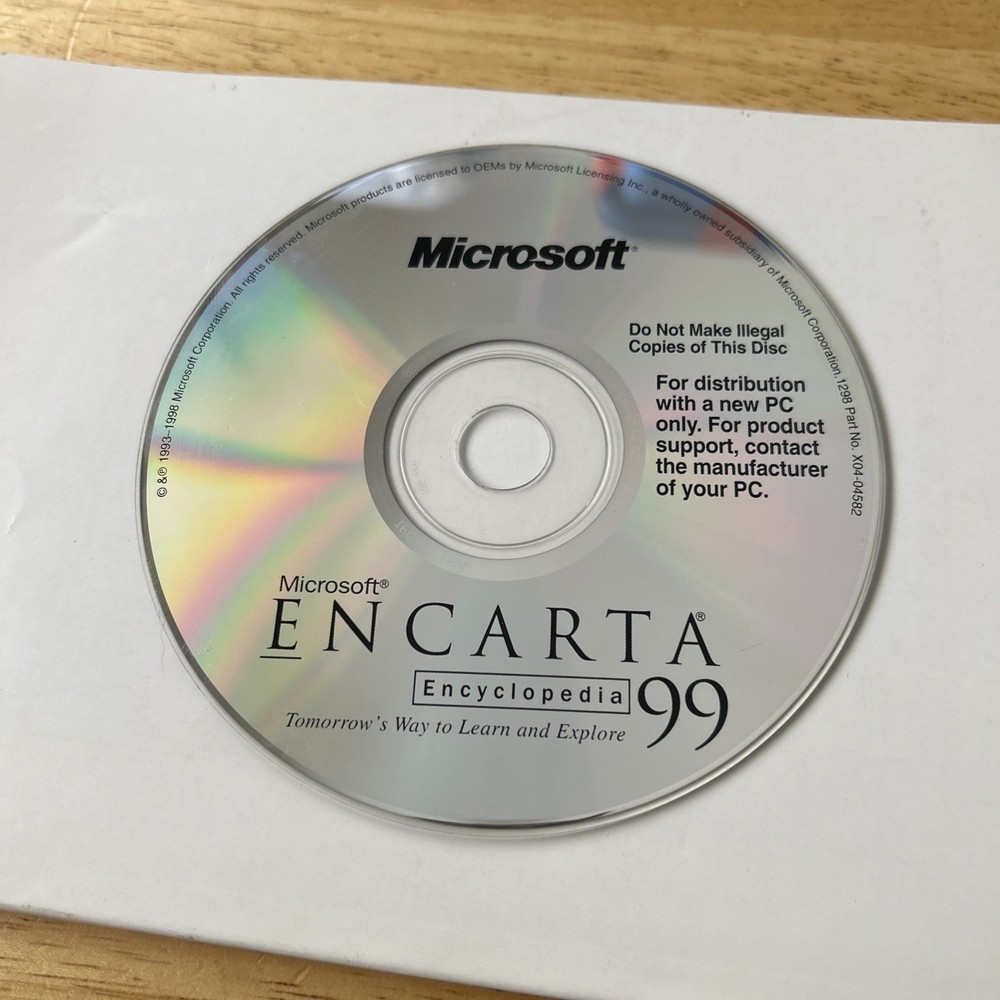 © & ℗ 1993–1998 Microsoft Corporation. All rights reserved. Microsoft products are licensed to OEMs by Microsoft Licensing Inc., a wholly owned subsidiary of Microsoft Corporation. 1298 Part No. X04-04582
Microsoft®
Do Not Make Illegal
Copies of This Disc
For distribution
with a new PC
only. For product
support, contact
the manufacturer
of your PC.
Microsoft®
ENCARTA®
Encyclopedia 99
Tomorrow's Way to Learn and Explore